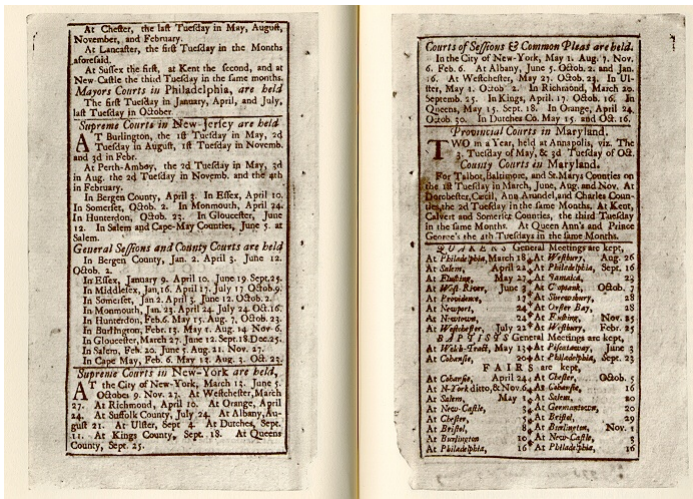 At Chester, the last Tuesday in May, August,
November, and February.
At Lancaster, the first Tuesday in the Months
aforesaid.
At Sussex the first, at Kent the second, and at
New Castle the third Tuesday in the same months.
Mayors Courts in Philadelphia, are held
The first Tuesday in January, April, and July,
last Tuesday in October.
Supreme Courts in New-Jersey are held
AT Burlington, the 1st Tuesday in May, 2d
Tuesday in August, 1st Tuesday in Novemb.
and 3d in Febr.
At Perth-Amboy, the 2d Tuesday in May, 3d
in Aug. the 2d Tuesday in Novemb. and the 4th
in February.
In Bergen County, April 3. In Essex, April 10.
In Somerset, Octob. 2. In Monmouth, April 24.
In Hunterdon, Octob. 23. In Gloucester, June
12. In Salem and Cape-May Counties, June 5. at
Salem.
General Sessions and County Courts are held
In Bergen County, Jan. 2. April 3. June 12.
Octob. 2.
In Essex, January 9. April 10. June 19. Sept. 25.
In Middlesex, Jan. 16. April 17. July 17. Octob. 9.
In Somerset, Jan 2. April 3. June 12. Octob. 2.
In Monmouth, Jan. 23. April 24. July 24. Oct. 16.
In Hunterdon, Feb. 6. May 15. Aug. 7. Octob. 23.
In Burlington, Febr. 13. May 1. Aug. 14. Nov. 6.
In Gloucester, March 27. June 12. Sept. 18. Dec. 25.
In Salem, Feb. 20. June 5. Aug. 21. Nov. 27.
In Cape May, Feb. 6. May 15. Aug. 3. Oct. 23.
Supreme Courts in New-York are held,
AT the City of New-York, March 13. June 5.
October 9. Nov. 27. At Westchester, March
27. At Richmond, April 10. At Orange, April
24. At Suffolk County, July 24. At Albany, Au-
gust 21. At Ulster, Sept 4. At Dutches, Sept.
11. At Kings County, Sept. 18. At Queens
County, Sept. 25.
Courts of Sessions & Common Pleas are held.
In the City of New-York, May 1. Aug. 7. Nov.
6. Feb. 6. At Albany, June 5. Octob. 2. and Jan.
16. At Westchester, May 27. Octob. 23. In Ul-
ster, May 1. Octob 2. In Richmond, March 20.
Septemb. 25. In Kings, April. 17. Octob. 16. In
Queens, May 15. Sept. 18. In Orange, April 24.
Octob. 30. In Dutches Co. May 15. and Oct. 16.
Provincial Courts in Maryland.
TWO in a Year, held at Annapolis, viz. The
3. Tuesday of May, & 3d Tuesday of Oct.
County Courts in Maryland.
For Talbot, Baltimore, and St. Marys Counties on
the 1st Tuesday in March, June, Aug. and Nov. At
Dorchester, Cecil, Ann Arundel, and Charles Coun-
ties, the 2d Tuesday in the same Months. At Kent,
Calvert and Somerset Counties, the third Tuesday
in the same Months. At Queen Ann's and Prince
George's the 4th Tuesdays in the same Months.
QUAKERS General Meetings are kept,
At Philadelphia, March 18 At Westbury, Aug. 26
At Salem, April 22 At Philadelphia, Sept. 16
At Flushing, May 27 At Jamaica, 29
At West River, June 3 At Coptank, Octob. 7
At Providence, 17 At Shrewsbury, 28
At Newport, 24 At Oyster Bay, 28
At Newtown, 24 At Flushing, Nov. 25
At Westchester, July 22 At Westbury, Febr. 25
BAPTISTS General Meetings are kept,
At Welch-Tract, May 13 At Piscataway, June 3
At Cohansie, 20 At Philadelphia, Sept. 23
FAIRS are kept,
At Cohansie, April 24 At Chester, Octob. 5
At N-York ditto, & Nov. 6 At Cohansie, 16
At Salem, May 1 At Salem, 20
At New-Castle, 3 At Germantown, 20
At Chester, 5 At Bristol, 29
At Bristol, 8 At Burlington, Nov. 1
At Burlington 10 At New-Castle, 3
At Philadelphia, 16 At Philadelphia, 16